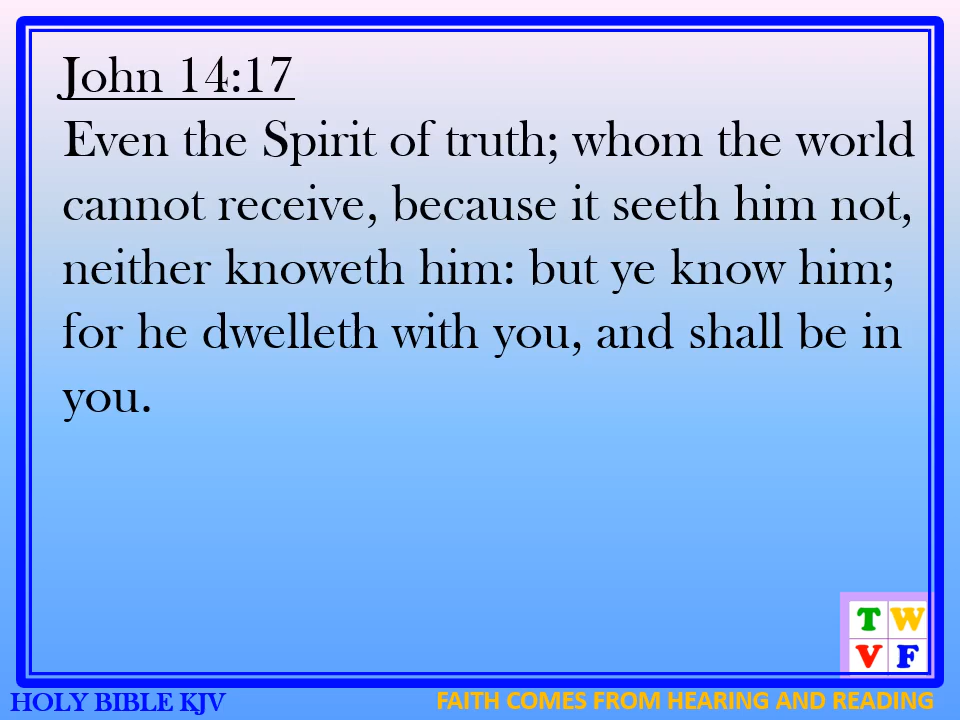 John 14:17
Even the Spirit of truth; whom the world
cannot receive, because it seeth him not,
neither knoweth him: but ye know him;
for he dwelleth with you, and shall be in
you.
T W
V F
HOLY BIBLE KJV
FAITH COMES FROM HEARING AND READING